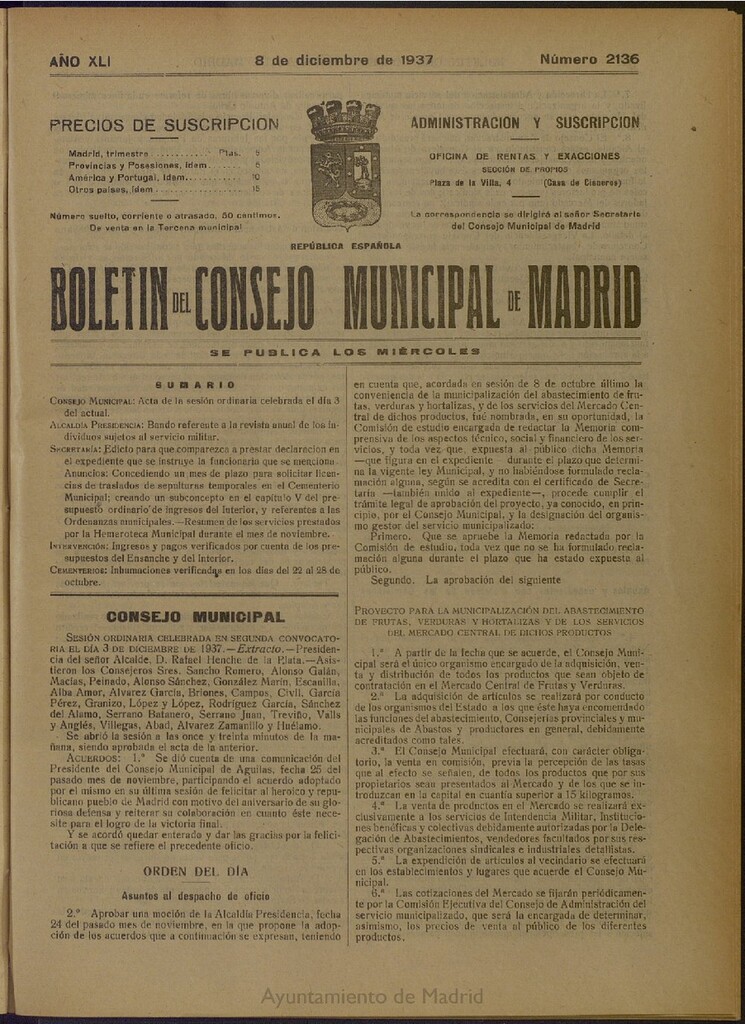 AÑO XLI
8 de diciembre de 1937
Número 2136
PRECIOS DE SUSCRIPCION
Madrid, trimestre ........... Ptas. 5
Provincias y Posesiones, idem... 6
América y Portugal, idem... 10
Otros países, idem................ 15
Número suelto, corriente o atrasado, 50 céntimos.
De venta en la Tercena municipal
ADMINISTRACION Y SUSCRIPCION
OFICINA DE RENTAS Y EXACCIONES
SECCIÓN DE PROPIOS
Plaza de la Villa, 4 (Casa de Cisneros)
La correspondencia se dirigirá al señor Secretario
del Consejo Municipal de Madrid
REPÚBLICA ESPAÑOLA
BOLETIN DEL CONSEJO MUNICIPAL DE MADRID
SE PUBLICA LOS MIÉRCOLES
SUMARIO
CONSEJO MUNICIPAL: Acta de la sesión ordinaria celebrada el día 3
del actual.
ALCALDÍA PRESIDENCIA: Bando referente a la revista anual de los in-
dividuos sujetos al servicio militar.
SECRETARÍA: Edicto para que comparezca a prestar declaración en
el expediente que se instruye la funcionaria que se menciona
Anuncios: Concediendo un mes de plazo para solicitar licen-
cias de traslados de sepulturas temporales en el Cementerio
Municipal; creando un subconcepto en el capítulo V del pre-
supuesto ordinario de ingresos del Interior, y referentes a las
Ordenanzas municipales.—Resumen de los servicios prestados
por la Hemeroteca Municipal durante el mes de noviembre.
INTERVENCIÓN: Ingresos y pagos verificados por cuenta de los pre-
supuestos del Ensanche y del Interior.
CEMENTERIOS: Inhumaciones verificadas en los días del 22 al 28 de
octubre.
CONSEJO MUNICIPAL
SESIÓN ORDINARIA CELEBRADA EN SEGUNDA CONVOCATO-
RIA EL DÍA 3 DE DICIEMBRE DE 1937.—Extracto.—Presiden-
cia del señor Alcalde, D. Rafael Henche de la Plata.—Asis-
tieron los Consejeros Sres. Sancho Romero, Alonso Galán,
Macías, Peinado, Alonso Sánchez, González Marín, Escanilla,
Alba Amor, Alvarez García, Briones, Campos, Civil, García
Pérez, Granizo, López y López, Rodríguez García, Sánchez
del Alamo, Serrano Batanero, Serrano Juan, Treviño, Valls
y Anglés, Villegas, Abad, Alvarez Zamanillo y Huélamo.
Se abrió la sesión a las once y treinta minutos de la ma-
ñana, siendo aprobada el acta de la anterior.
ACUERDOS: 1.º Se dió cuenta de una comunicación del
Presidente del Consejo Municipal de Aguilas, fecha 25 del
pasado mes de noviembre, participando el acuerdo adoptado
por el mismo en su última sesión de felicitar al heroico y repu-
blicano pueblo de Madrid con motivo del aniversario de su glo-
riosa defensa y reiterar su colaboración en cuanto éste nece-
site para el logro de la victoria final.
Y se acordó quedar enterado y dar las gracias por la felici-
tación a que se refiere el precedente oficio.
ORDEN DEL DÍA
Asuntos al despacho de oficio
2.º Aprobar una moción de la Alcaldía Presidencia, fecha
24 del pasado mes de noviembre, en la que propone la adop-
ción de los acuerdos que a continuación se expresan, teniendo
en cuenta que, acordada en sesión de 8 de octubre último la
conveniencia de la municipalización del abastecimiento de fru-
tas, verduras y hortalizas, y de los servicios del Mercado Cen-
tral de dichos productos, fué nombrada, en su oportunidad, la
Comisión de estudio encargada de redactar la Memoria com-
prensiva de los aspectos técnico, social y financiero de los ser-
vicios, y toda vez que, expuesta al público dicha Memoria
—que figura en el expediente— durante el plazo que determi-
na la vigente ley Municipal, y no habiéndose formulado recla-
mación alguna, según se acredita con el certificado de Secre-
taría —también unido al expediente—, procede cumplir el
trámite legal de aprobación del proyecto, ya conocido, en prin-
cipio, por el Consejo Municipal, y la designación del organis-
mo gestor del servicio municipalizado:
Primero. Que se apruebe la Memoria redactada por la
Comisión de estudio, toda vez que no se ha formulado recla-
mación alguna durante el plazo que ha estado expuesta al
público.
Segundo. La aprobación del siguiente
PROYECTO PARA LA MUNICIPALIZACIÓN DEL ABASTECIMIENTO
DE FRUTAS, VERDURAS Y HORTALIZAS Y DE LOS SERVICIOS
DEL MERCADO CENTRAL DE DICHOS PRODUCTOS
1.ª A partir de la fecha que se acuerde, el Consejo Muni-
cipal será el único organismo encargado de la adquisición, ven-
ta y distribución de todos los productos que sean objeto de
contratación en el Mercado Central de Frutas y Verduras.
2.ª La adquisición de artículos se realizará por conducto
de los organismos del Estado a los que éste haya encomendado
las funciones del abastecimiento, Consejerías provinciales y mu-
nicipales de Abastos y productores en general, debidamente
acreditados como tales.
3.ª El Consejo Municipal efectuará, con carácter obliga-
torio, la venta en comisión, previa la percepción de las tasas
que al efecto se señalen, de todos los productos que por sus
propietarios sean presentados al Mercado y de los que se in-
troduzcan en la capital en cuantía superior a 15 kilogramos.
4.ª La venta de productos en el Mercado se realizará ex-
clusivamente a los servicios de Intendencia Militar, Institucio-
nes benéficas y colectivas debidamente autorizadas por la Dele-
gación de Abastecimientos, vendedores facultados por sus res-
pectivas organizaciones sindicales e industriales detallistas.
5.ª La expendición de artículos al vecindario se efectuará
en los establecimientos y lugares que acuerde el Consejo Mu-
nicipal.
6.ª Las cotizaciones del Mercado se fijarán periódicamen-
te por la Comisión Ejecutiva del Consejo de Administración del
servicio municipalizado, que será la encargada de determinar,
asimismo, los precios de venta al público de los diferentes
productos.
Ayuntamiento de Madrid